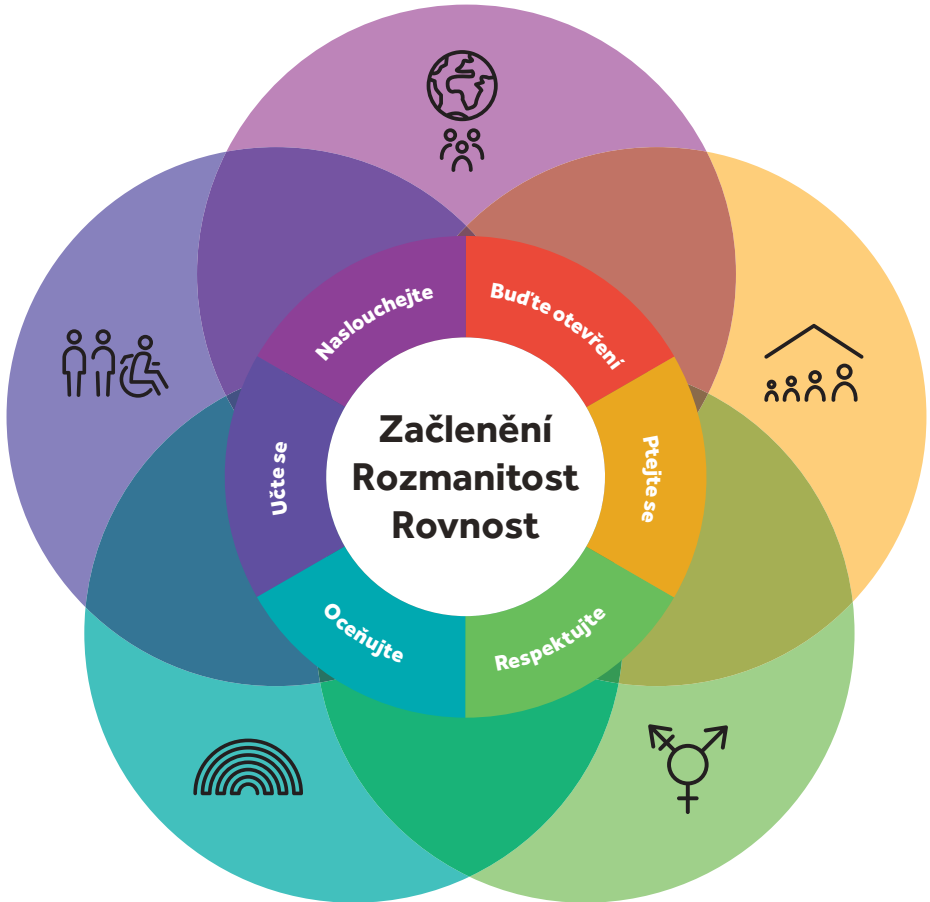 Začlenění
Rozmanitost
Rovnost
Buďte otevření
Ptejte se
Respektujte
Oceňujte
Učte se
Naslouchejte